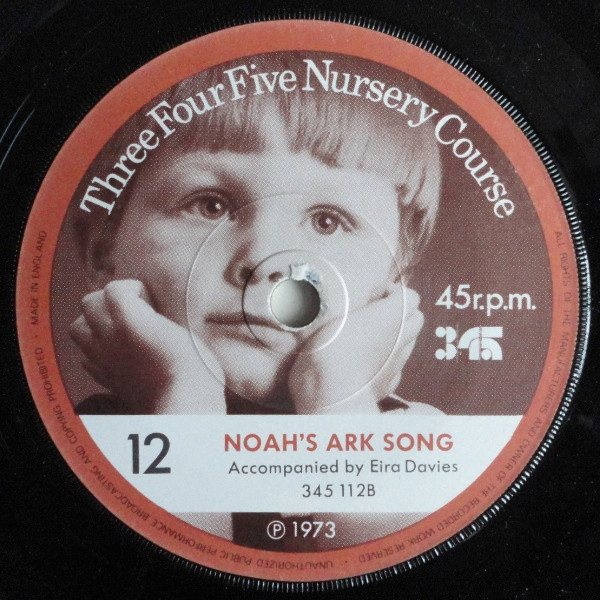 Three Four Five Nursery Course
45r.p.m.
345
12
NOAH'S ARK SONG
Accompanied by Eira Davies
345 112B
℗ 1973
ALL RIGHTS OF THE MANUFACTURERS AND OWNER OF THE RECORDED WORK RESERVED • UNAUTHORIZED PUBLIC PERFORMANCE BROADCASTING AND COPYING PROHIBITED • MADE IN ENGLAND